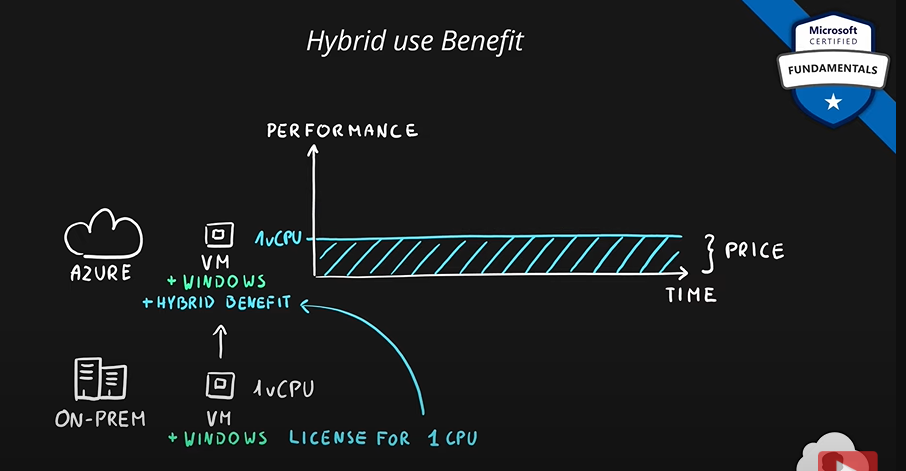 Hybrid use Benefit
Microsoft
CERTIFIED
FUNDAMENTALS
PERFORMANCE
1vCPU
PRICE
TIME
AZURE
VM
+ WINDOWS
+HYBRID BENEFIT
1vCPU
ON-PREM
VM
+ WINDOWS LICENSE FOR 1 CPU